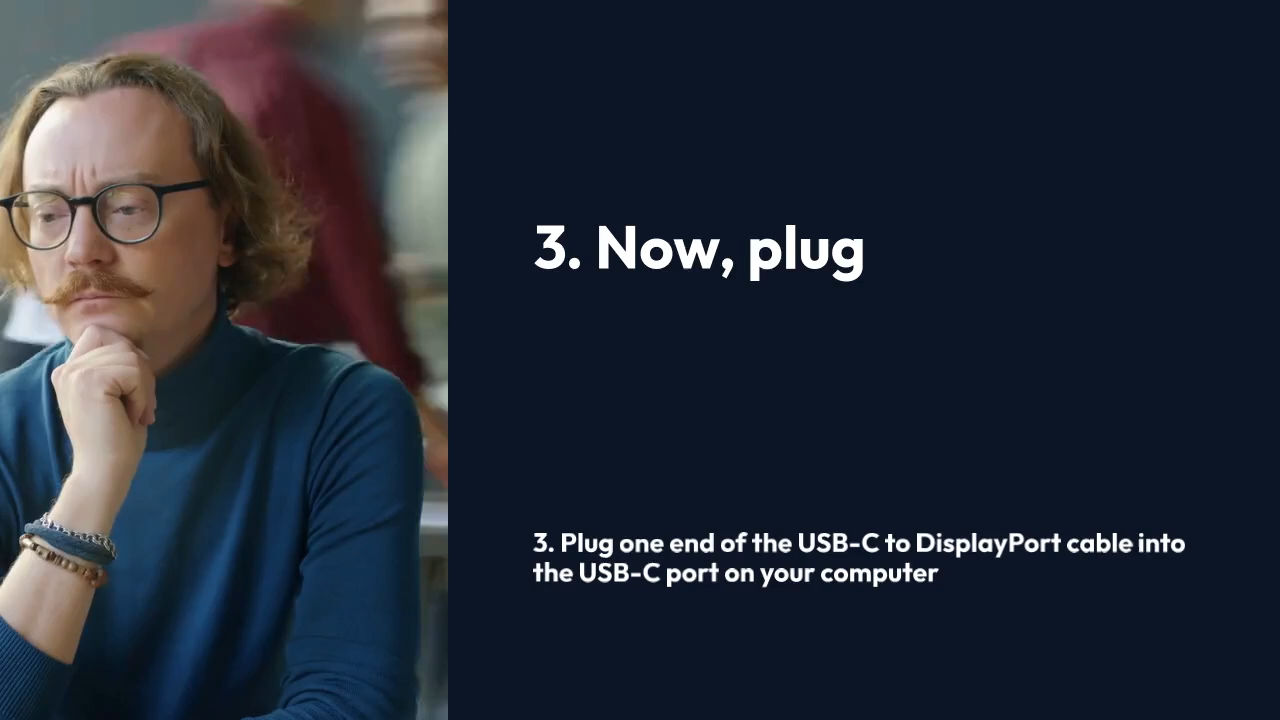 3. Now, plug
3. Plug one end of the USB-C to DisplayPort cable into
the USB-C port on your computer